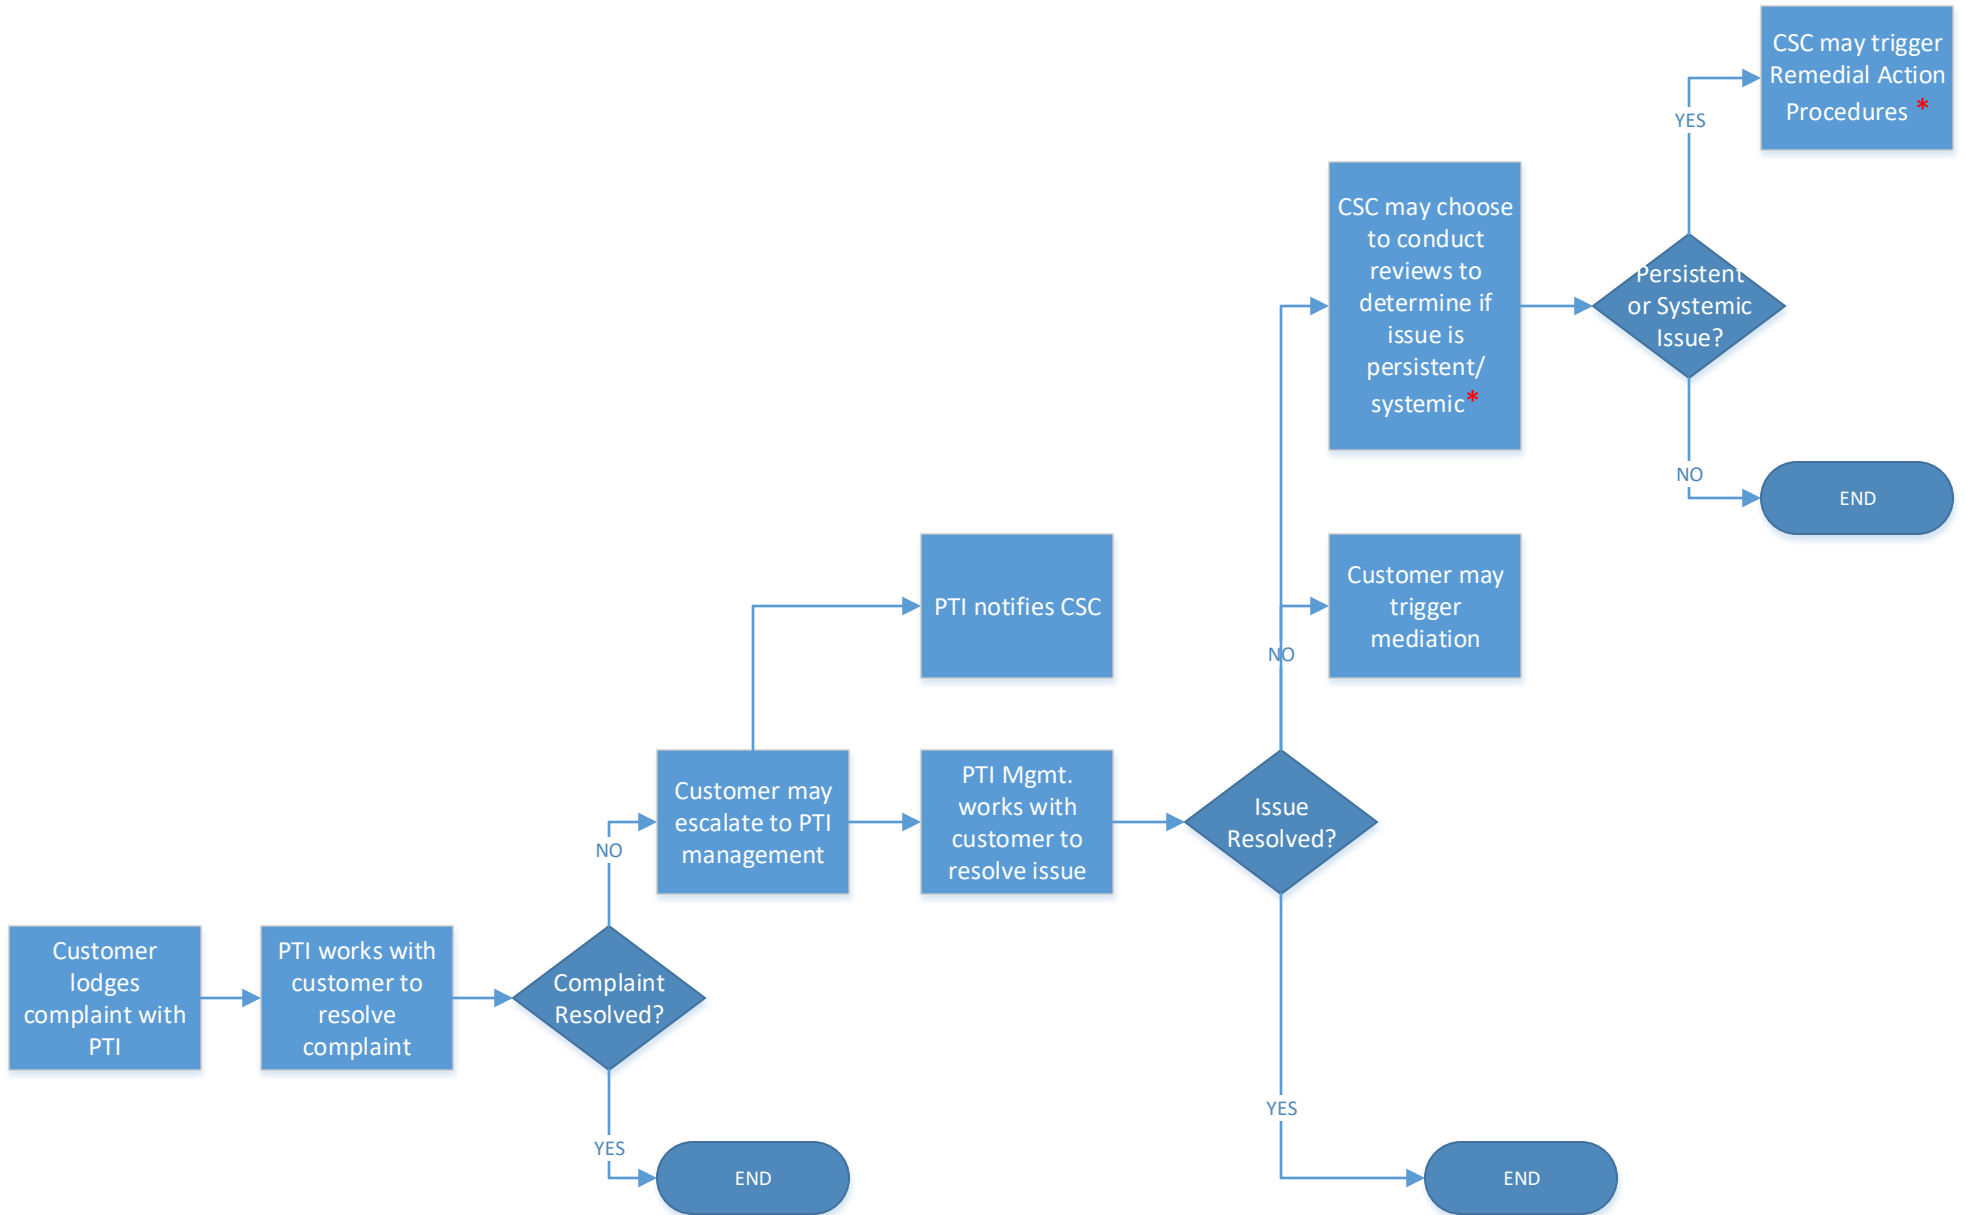 Customer
lodges
complaint with
PTI
PTI works with
customer to
resolve
complaint
Complaint
Resolved?
YES
END
NO
Customer may
escalate to PTI
management
PTI notifies CSC
PTI Mgmt.
works with
customer to
resolve issue
Issue
Resolved?
YES
END
NO
Customer may
trigger
mediation
CSC may choose
to conduct
reviews to
determine if
issue is
persistent/
systemic*
Persistent
or Systemic
Issue?
NO
END
YES
CSC may trigger
Remedial Action
Procedures *